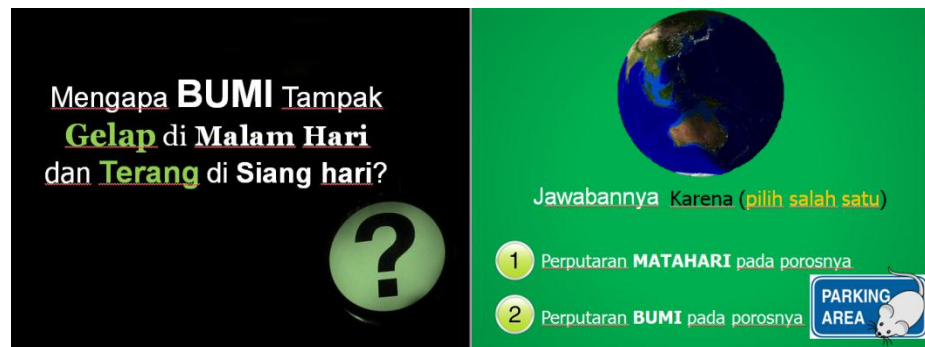 Mengapa BUMI Tampak
Gelap di Malam Hari
dan Terang di Siang hari?
?
Jawabannya Karena (pilih salah satu)
1 Perputaran MATAHARI pada porosnya
2 Perputaran BUMI pada porosnya
PARKING
AREA